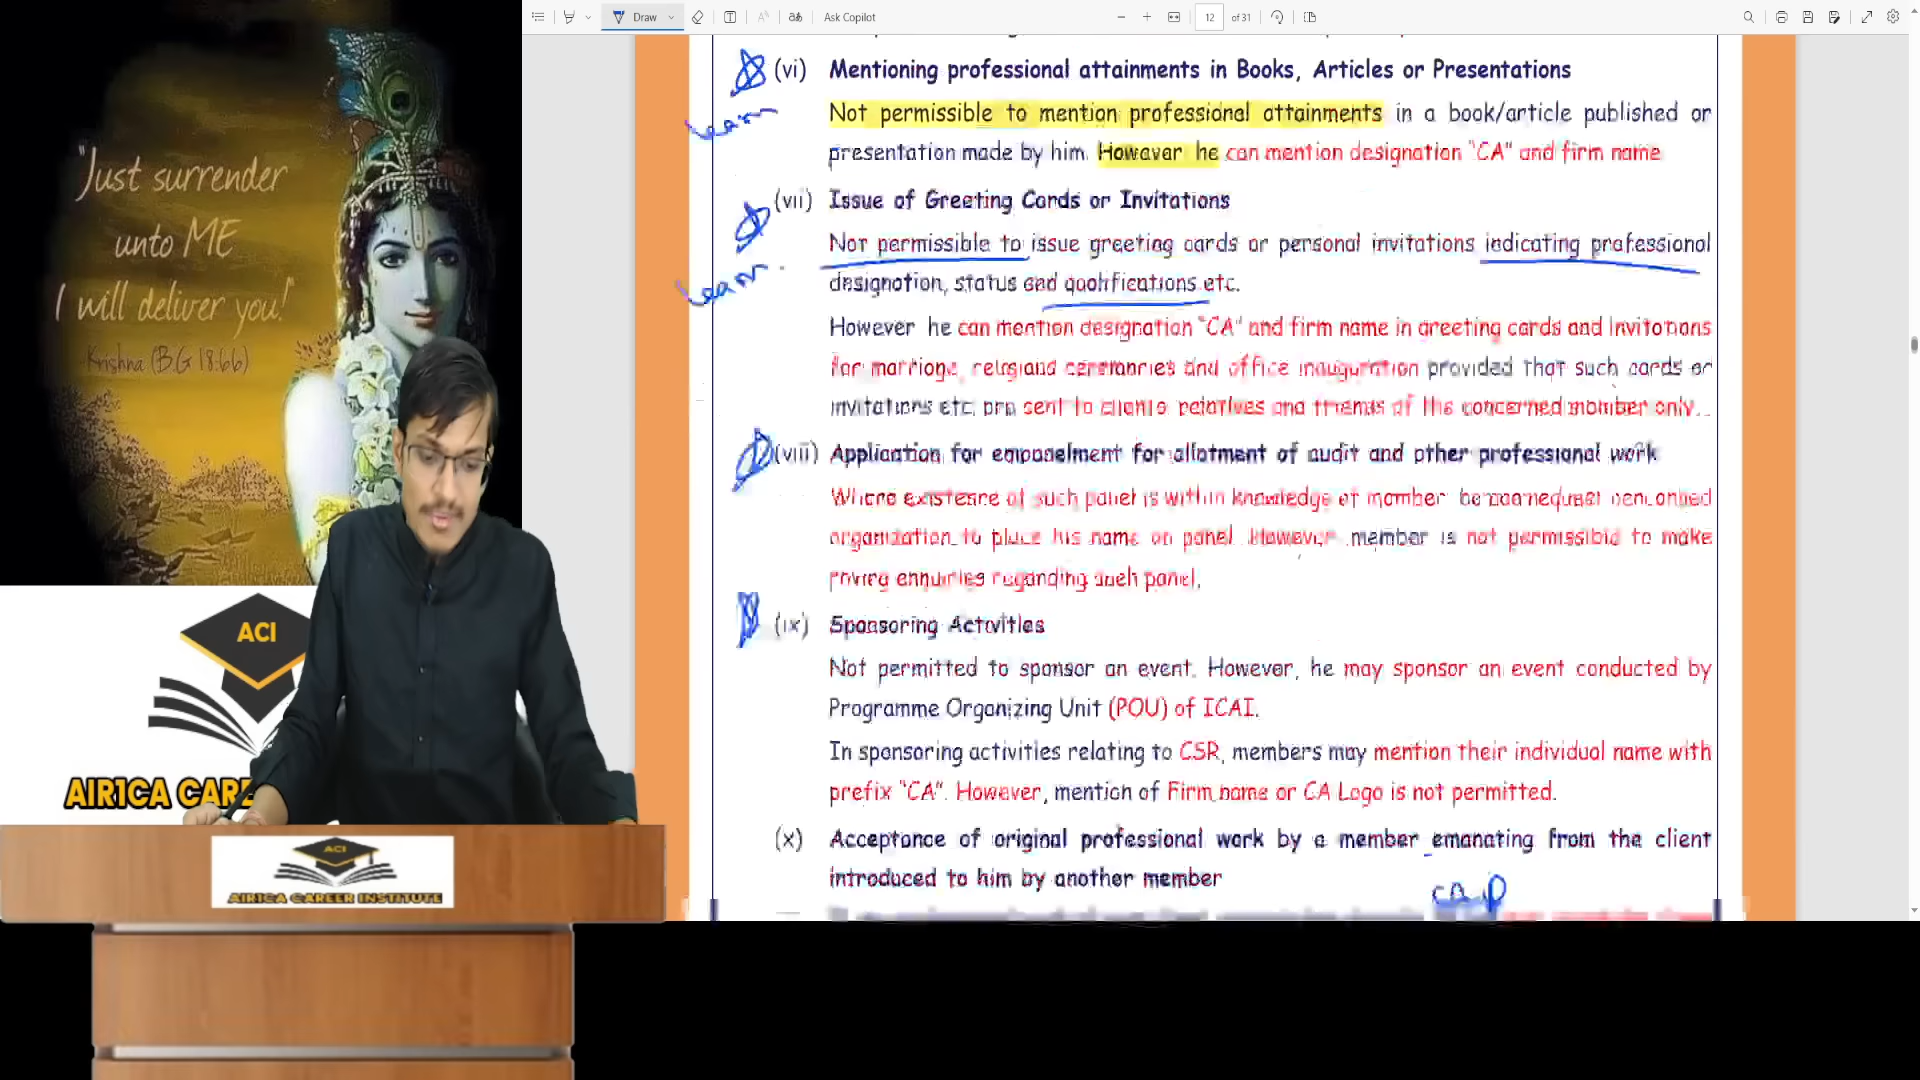 Draw
Ask Copilot
12 of 31
(vi) Mentioning professional attainments in Books, Articles or Presentations
Not permissible to mention professional attainments in a book/article published or
presentation made by him. However he can mention designation "CA" and firm name
Learn
(vii) Issue of Greeting Cards or Invitations
Not permissible to issue greeting cards or personal invitations indicating professional
designation, status and qualifications etc.
Learn
However he can mention designation "CA" and firm name in greeting cards and Invitations
for marriage, religious ceremonies and office inauguration provided that such cards or
invitations etc. are sent to clients relatives and friends of the concerned member only.
(viii) Application for empanelment for allotment of audit and other professional work
Where existence of such panel is within knowledge of member he can request concerned
organization to place his name on panel. However member is not permissible to make
roving enquiries regarding such panel.
(ix) Sponsoring Activities
Not permitted to sponsor an event. However, he may sponsor an event conducted by
Programme Organizing Unit (POU) of ICAI.
In sponsoring activities relating to CSR, members may mention their individual name with
prefix "CA". However, mention of Firm name or CA Logo is not permitted.
(x) Acceptance of original professional work by a member emanating from the client
introduced to him by another member
"Just surrender
unto ME
I will deliver you!"
Krishna (B.G 18:66)
ACI
AIR1CA CARE
ACI
AIR1CA CAREER INSTITUTE